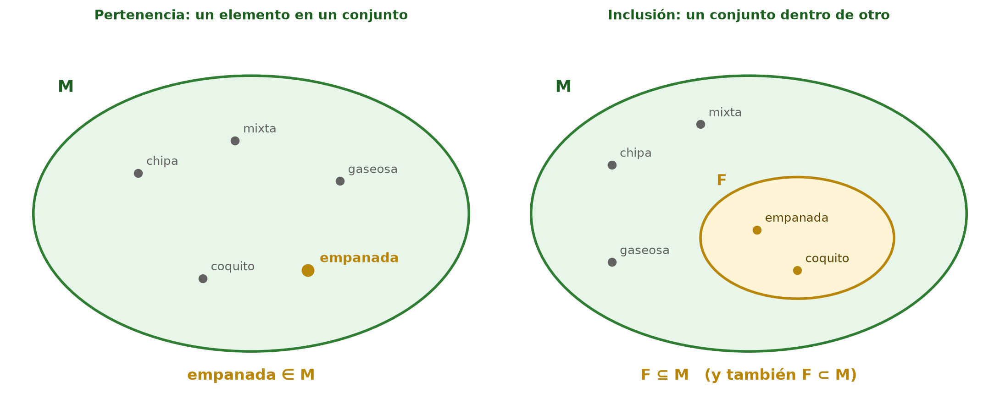 Pertenencia: un elemento en un conjunto
M
mixta
chipa
gaseosa
empanada
coquito
empanada ∈ M
Inclusión: un conjunto dentro de otro
M
mixta
chipa
F
empanada
gaseosa
coquito
F ⊆ M (y también F ⊂ M)